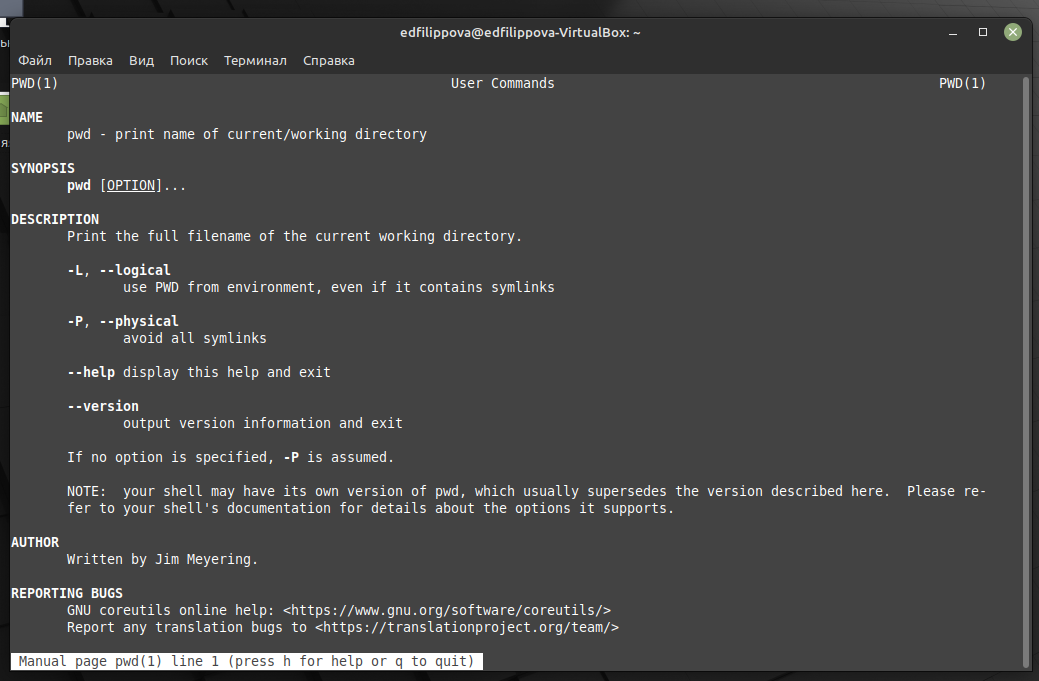 edfilippova@edfilippova-VirtualBox: ~
Файл Правка Вид Поиск Терминал Справка
PWD(1) User Commands PWD(1)
NAME
pwd - print name of current/working directory
SYNOPSIS
pwd [OPTION]...
DESCRIPTION
Print the full filename of the current working directory.
-L, --logical
use PWD from environment, even if it contains symlinks
-P, --physical
avoid all symlinks
--help display this help and exit
--version
output version information and exit
If no option is specified, -P is assumed.
NOTE:  your shell may have its own version of pwd, which usually supersedes the version described here.  Please re-
fer to your shell's documentation for details about the options it supports.
AUTHOR
Written by Jim Meyering.
REPORTING BUGS
GNU coreutils online help: <https://www.gnu.org/software/coreutils/>
Report any translation bugs to <https://translationproject.org/team/>
Manual page pwd(1) line 1 (press h for help or q to quit)